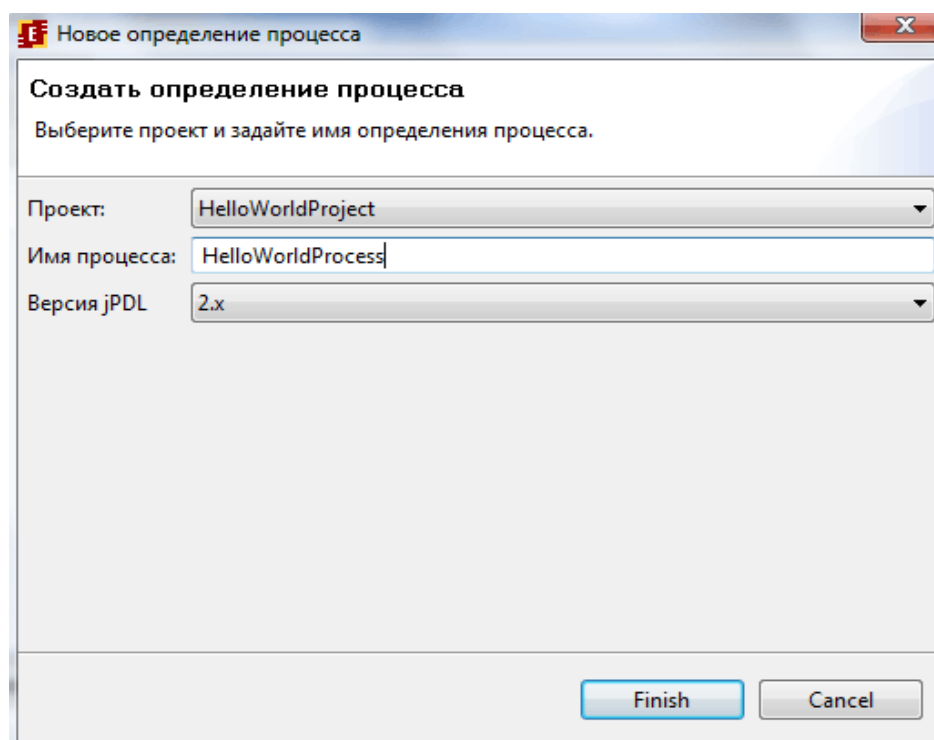 Новое определение процесса
Создать определение процесса
Выберите проект и задайте имя определения процесса.
Проект: HelloWorldProject
Имя процесса: HelloWorldProcess
Версия jPDL 2.x
Finish Cancel